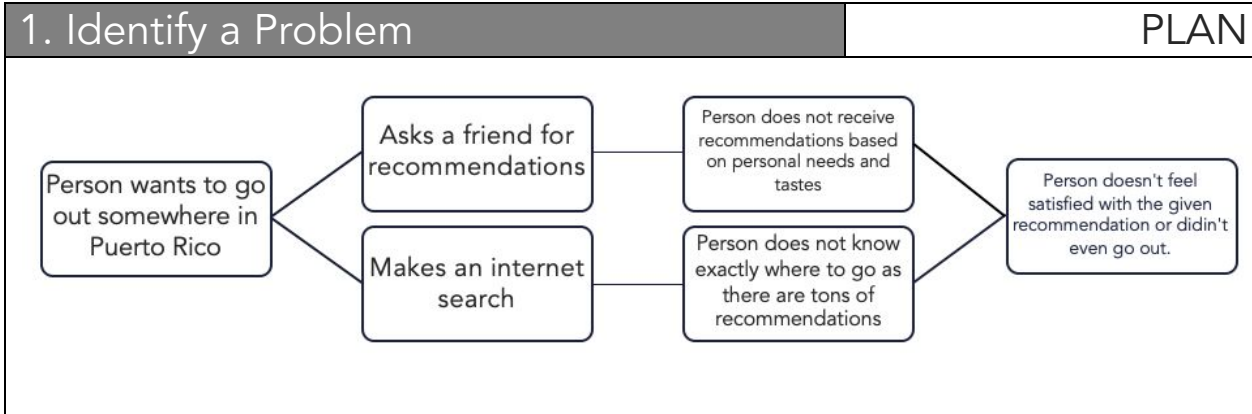 1. Identify a Problem
PLAN
Person wants to go
out somewhere in
Puerto Rico
Asks a friend for
recommendations
Makes an internet
search
Person does not receive
recommendations based
on personal needs and
tastes
Person does not know
exactly where to go as
there are tons of
recommendations
Person doesn't feel
satisfied with the given
recommendation or didin't
even go out.